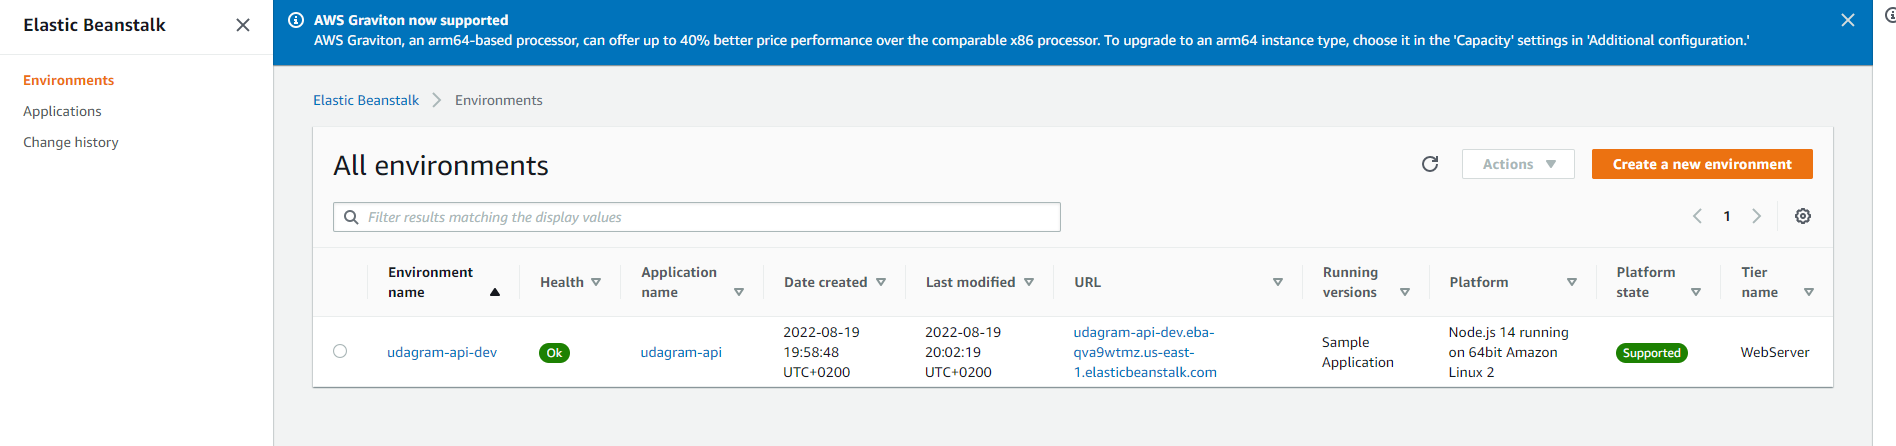 Elastic Beanstalk
Environments
Applications
Change history
AWS Graviton now supported
AWS Graviton, an arm64-based processor, can offer up to 40% better price performance over the comparable x86 processor. To upgrade to an arm64 instance type, choose it in the 'Capacity' settings in 'Additional configuration.'
Elastic Beanstalk > Environments
All environments
Actions
Create a new environment
Filter results matching the display values
1
Environment
name
Health
Application
name
Date created
Last modified
URL
Running
versions
Platform
Platform
state
Tier
name
udagram-api-dev
Ok
udagram-api
2022-08-19
19:58:48
UTC+0200
2022-08-19
20:02:19
UTC+0200
udagram-api-dev.eba-
qva9wtmz.us-east-
1.elasticbeanstalk.com
Sample
Application
Node.js 14 running
on 64bit Amazon
Linux 2
Supported
WebServer